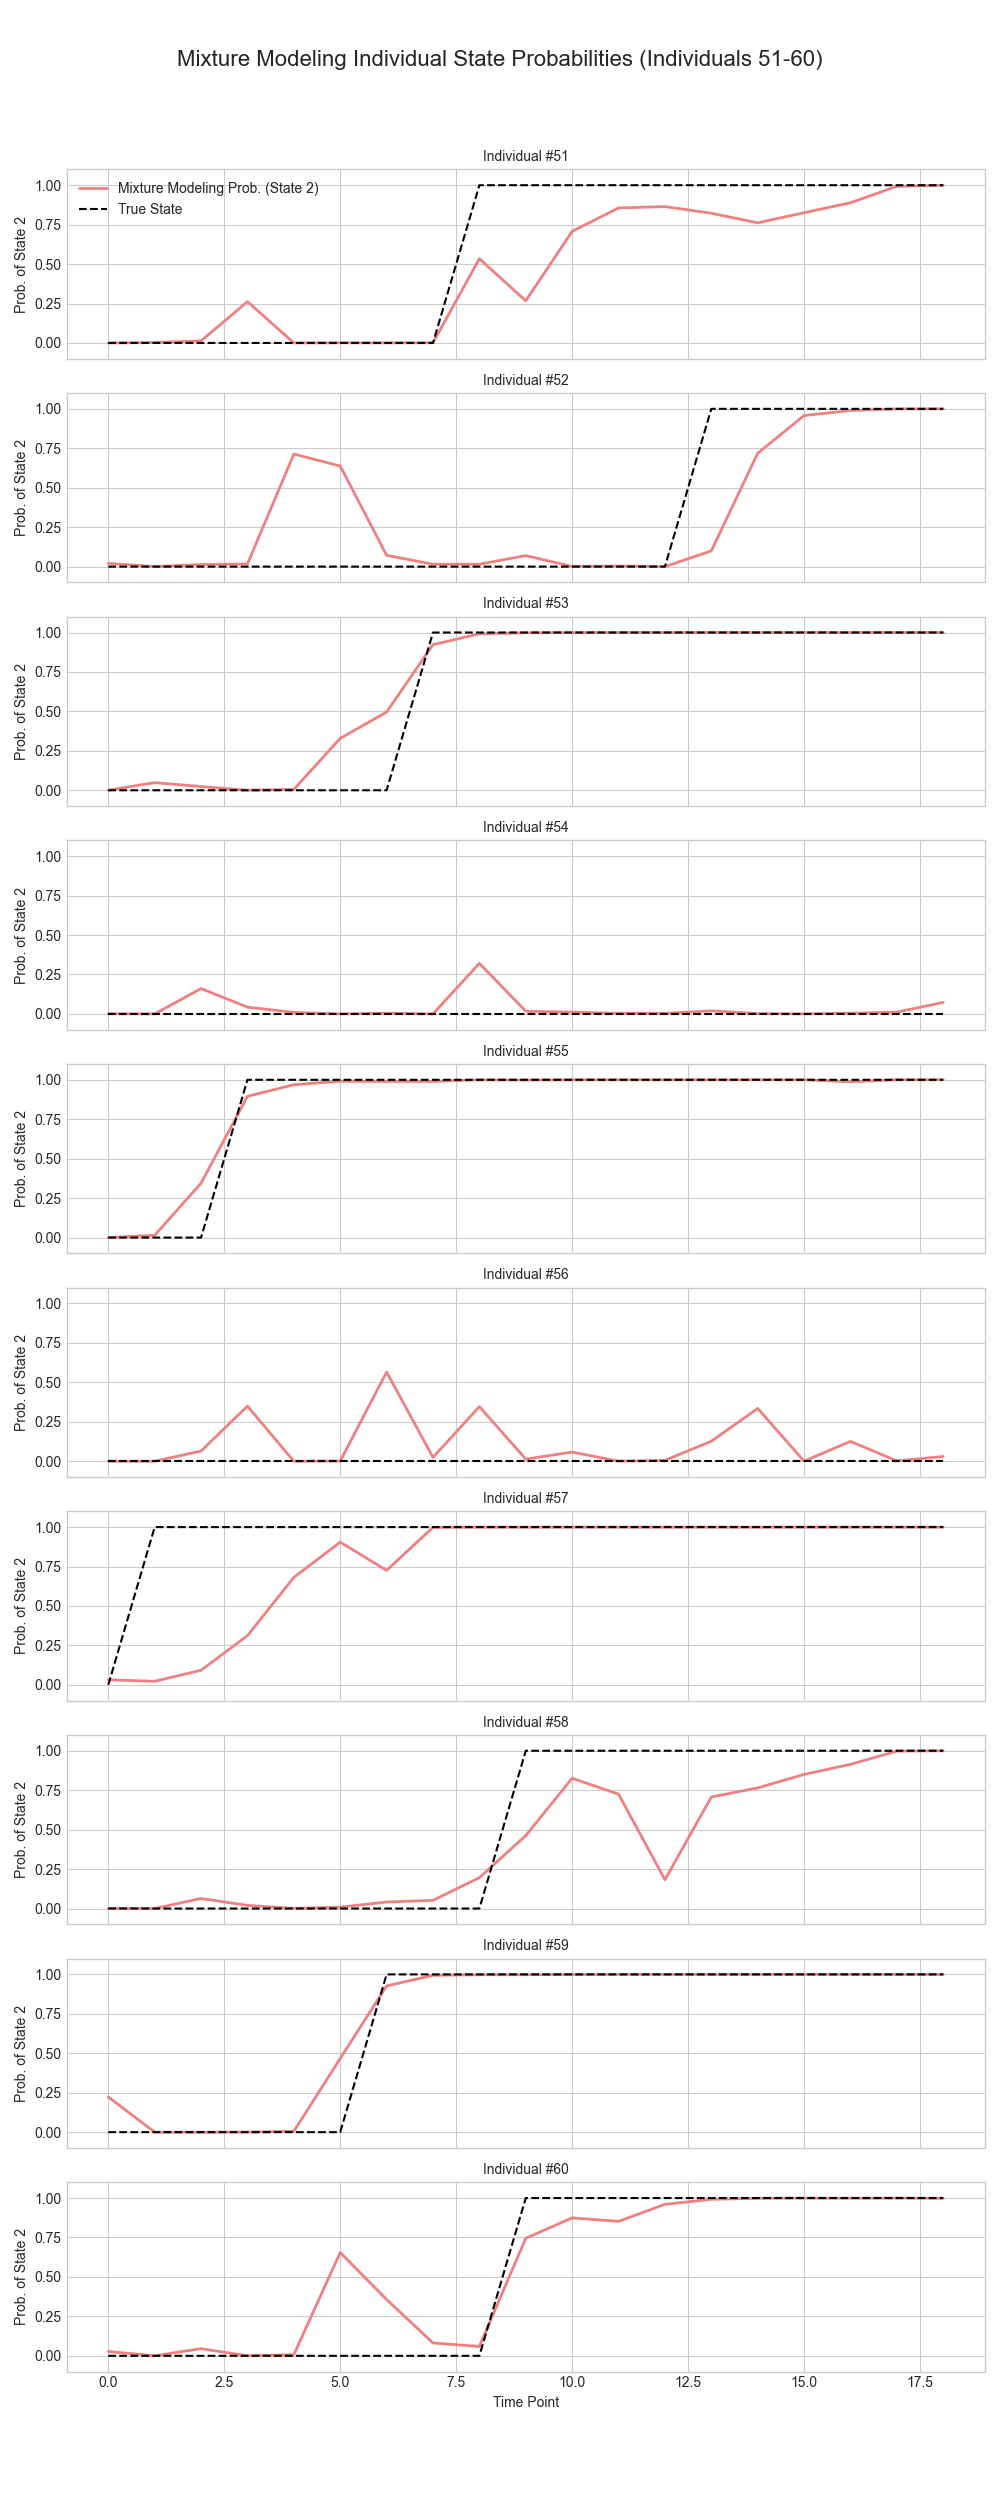 Mixture Modeling Individual State Probabilities (Individuals 51-60)
Individual #51
Mixture Modeling Prob. (State 2)
True State
Prob. of State 2
1.00
0.75
0.50
0.25
0.00
Individual #52
Prob. of State 2
1.00
0.75
0.50
0.25
0.00
Individual #53
Prob. of State 2
1.00
0.75
0.50
0.25
0.00
Individual #54
Prob. of State 2
1.00
0.75
0.50
0.25
0.00
Individual #55
Prob. of State 2
1.00
0.75
0.50
0.25
0.00
Individual #56
Prob. of State 2
1.00
0.75
0.50
0.25
0.00
Individual #57
Prob. of State 2
1.00
0.75
0.50
0.25
0.00
Individual #58
Prob. of State 2
1.00
0.75
0.50
0.25
0.00
Individual #59
Prob. of State 2
1.00
0.75
0.50
0.25
0.00
Individual #60
Prob. of State 2
1.00
0.75
0.50
0.25
0.00
0.0 2.5 5.0 7.5 10.0 12.5 15.0 17.5
Time Point